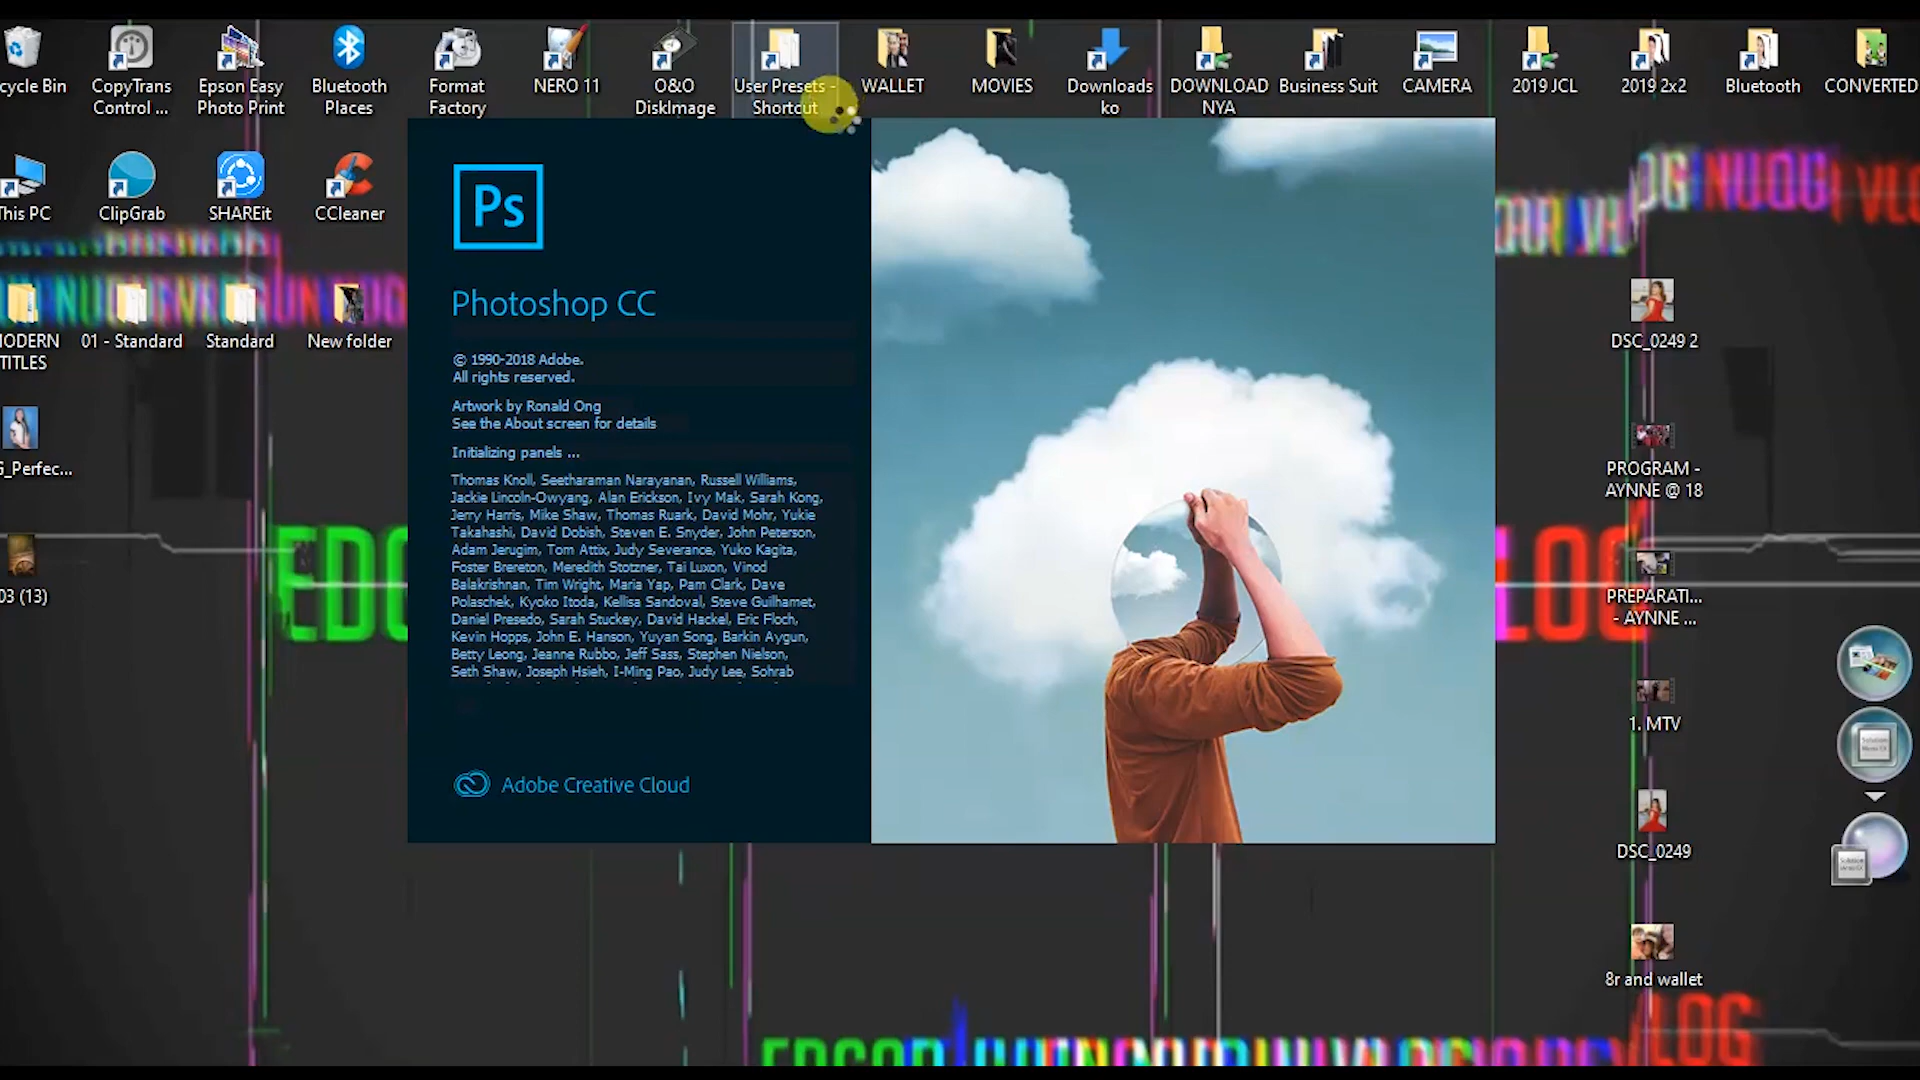 cycle Bin
CopyTrans
Control ...
Epson Easy
Photo Print
Bluetooth
Places
Format
Factory
NERO 11
O&O
DiskImage
User Presets -
Shortcut
WALLET
MOVIES
Downloads
ko
DOWNLOAD
NYA
Business Suit
CAMERA
2019 JCL
2019 2x2
Bluetooth
CONVERTED
This PC
ClipGrab
SHAREit
CCleaner
MODERN
TITLES
01 - Standard
Standard
New folder
G_Perfec...
03 (13)
Ps
Photoshop CC
© 1990-2018 Adobe.
All rights reserved.
Artwork by Ronald Ong
See the About screen for details
Initializing panels ...
Thomas Knoll, Seetharaman Narayanan, Russell Williams,
Jackie Lincoln-Owyang, Alan Erickson, Ivy Mak, Sarah Kong,
Jerry Harris, Mike Shaw, Thomas Ruark, David Mohr, Yukie
Takahashi, David Dobish, Steven E. Snyder, John Peterson,
Adam Jerugim, Tom Attix, Judy Severance, Yuko Kagita,
Foster Brereton, Meredith Stotzner, Tai Luxon, Vinod
Balakrishnan, Tim Wright, Maria Yap, Pam Clark, Dave
Polaschek, Kyoko Itoda, Kellisa Sandoval, Steve Guilhamet,
Daniel Presedo, Sarah Stuckey, David Hackel, Eric Floch,
Kevin Hopps, John E. Hanson, Yuyan Song, Barkin Aygun,
Betty Leong, Jeanne Rubbo, Jeff Sass, Stephen Nielson,
Seth Shaw, Joseph Hsieh, I-Ming Pao, Judy Lee, Sohrab
Adobe Creative Cloud
DSC_0249 2
PROGRAM -
AYNNE @ 18
PREPARATI...
- AYNNE ...
1. MTV
DSC_0249
8r and wallet
EDG
LOG
VLOG